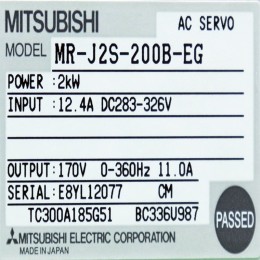 MITSUBISHI AC SERVO
MODEL MR-J2S-200B-EG
POWER : 2kW
INPUT : 12.4A DC283-326V
OUTPUT: 170V 0-360Hz 11.0A
SERIAL: E8YL12077 CM
TC300A185G51 BC336U987
PASSED
MITSUBISHI ELECTRIC CORPORATION
MADE IN JAPAN